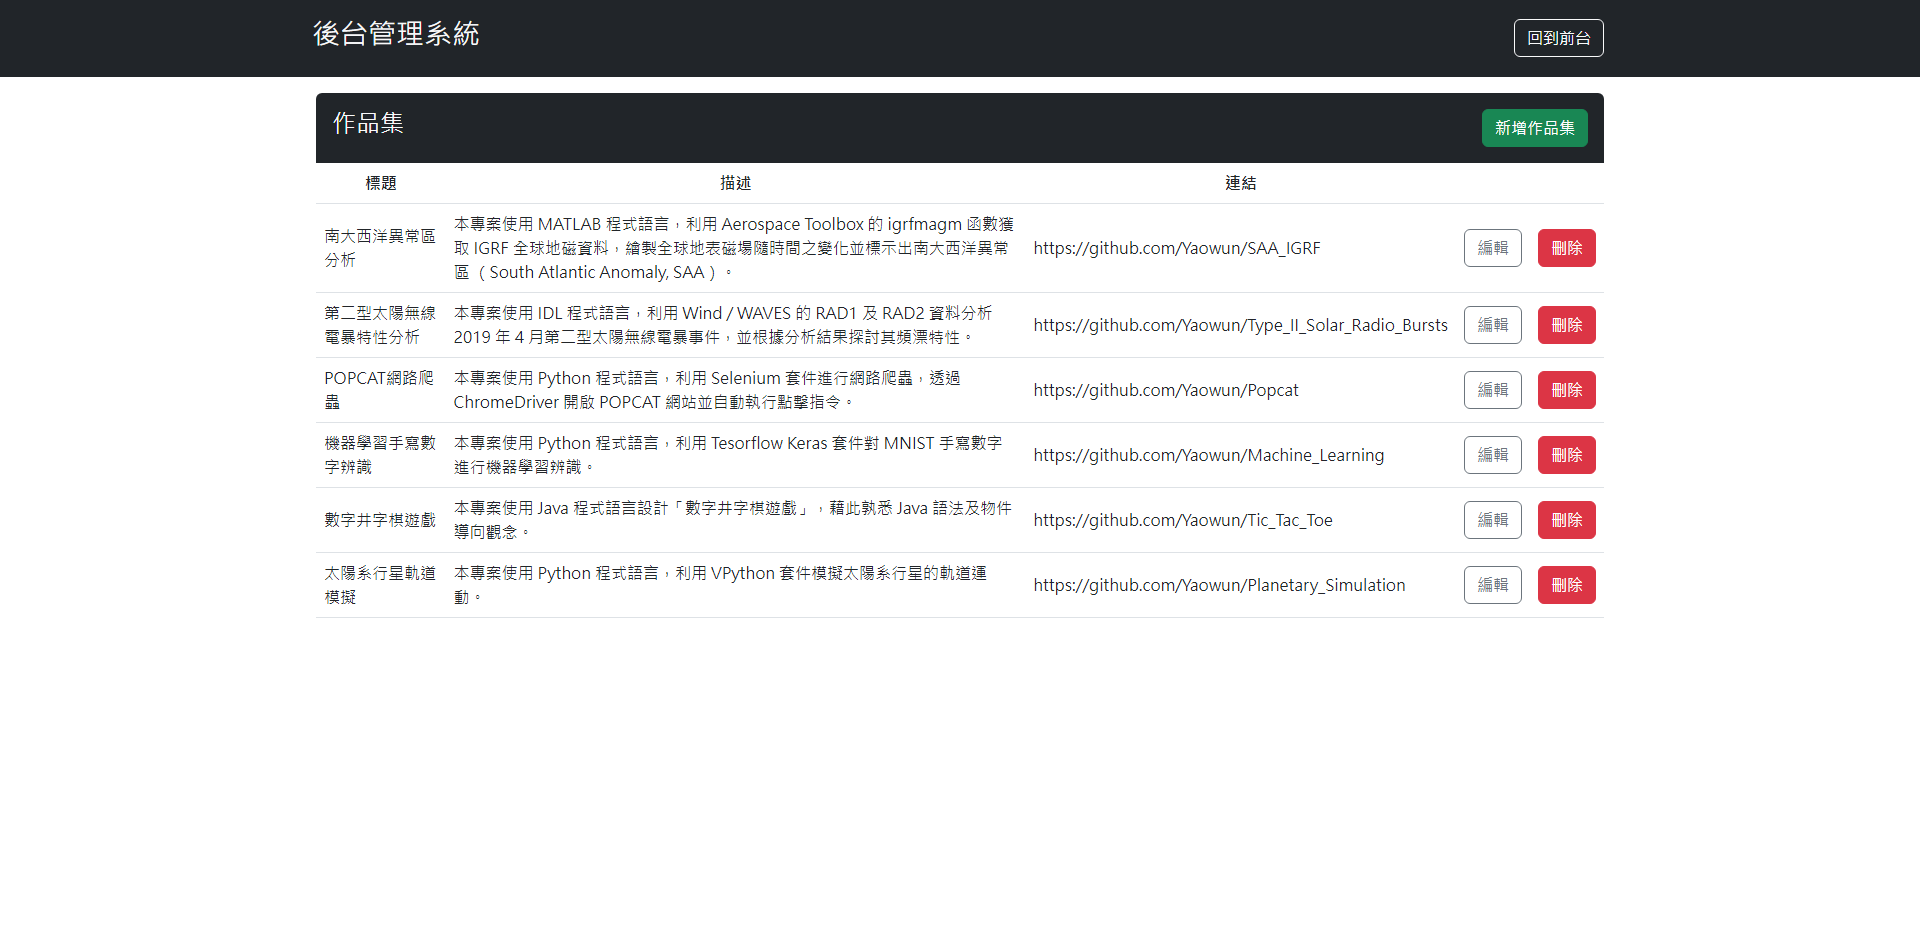 後台管理系統
回到前台
作品集
新增作品集
標題 描述 連結
南大西洋異常區
分析
本專案使用 MATLAB 程式語言，利用 Aerospace Toolbox 的 igrfmagm 函數獲
取 IGRF 全球地磁資料，繪製全球地表磁場隨時間之變化並標示出南大西洋異常
區 （ South Atlantic Anomaly, SAA ） 。
https://github.com/Yaowun/SAA_IGRF
編輯 刪除
第二型太陽無線
電暴特性分析
本專案使用 IDL 程式語言，利用 Wind / WAVES 的 RAD1 及 RAD2 資料分析
2019 年 4 月第二型太陽無線電暴事件，並根據分析結果探討其頻漂特性。
https://github.com/Yaowun/Type_II_Solar_Radio_Bursts
編輯 刪除
POPCAT網路爬
蟲
本專案使用 Python 程式語言，利用 Selenium 套件進行網路爬蟲，透過
ChromeDriver 開啟 POPCAT 網站並自動執行點擊指令。
https://github.com/Yaowun/Popcat
編輯 刪除
機器學習手寫數
字辨識
本專案使用 Python 程式語言，利用 Tesorflow Keras 套件對 MNIST 手寫數字
進行機器學習辨識。
https://github.com/Yaowun/Machine_Learning
編輯 刪除
數字井字棋遊戲
本專案使用 Java 程式語言設計「數字井字棋遊戲」，藉此孰悉 Java 語法及物件
導向觀念。
https://github.com/Yaowun/Tic_Tac_Toe
編輯 刪除
太陽系行星軌道
模擬
本專案使用 Python 程式語言，利用 VPython 套件模擬太陽系行星的軌道運
動。
https://github.com/Yaowun/Planetary_Simulation
編輯 刪除